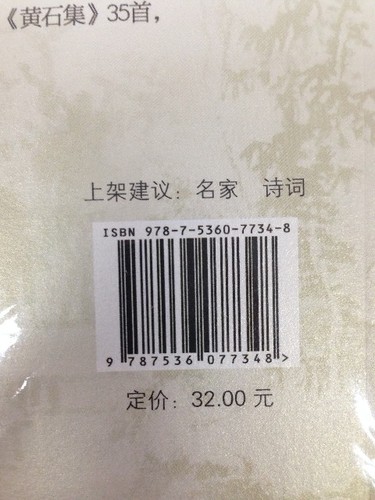 《黄石集》35首，
上架建议：名家 诗词
ISBN 978-7-5360-7734-8
9 787536 077348 >
定价：32.00 元